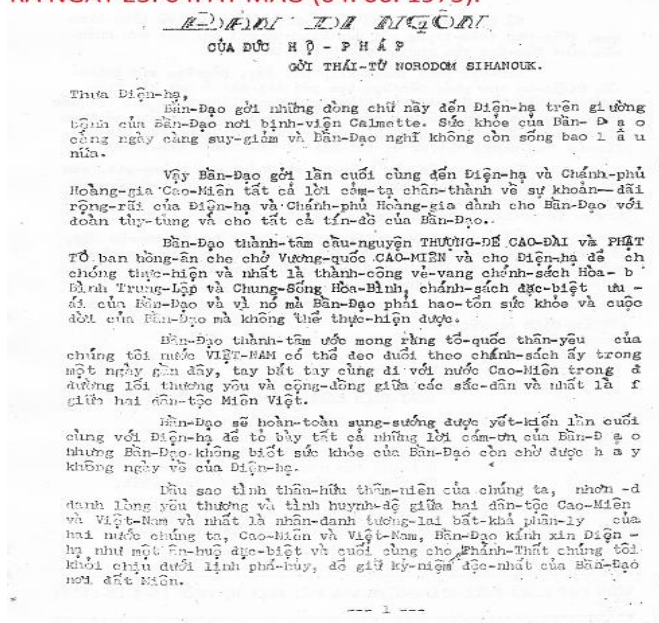 RA NGÀY 25. 04. ẤT MÃO (04. 06. 1975).
BẢN DI NGÔN
CỦA ĐỨC HỘ-PHÁP
GỞI THÁI-TỬ NORODOM SIHANOUK.
Thưa Điện-hạ,
Bần-Đạo gởi những dòng chữ này đến Điện-hạ trên giường
bệnh của Bần-Đạo nơi bịnh-viện Calmette. Sức khỏe của Bần-Đạo
càng ngày càng suy-giảm và Bần-Đạo nghĩ không còn sống bao lâu
nữa.
Vậy Bần-Đạo gởi lần cuối cùng đến Điện-hạ và Chánh-phủ
Hoàng-gia Cao-Miên tất cả lời cảm-tạ chân-thành về sự khoản-đãi
rộng-rãi của Điện-hạ và Chánh-phủ Hoàng-gia dành cho Bần-Đạo với
đoàn tùy-tùng và cho tất cả tín-đồ của Bần-Đạo.
Bần-Đạo thành-tâm cầu-nguyện THƯỢNG-ĐẾ CAO-ĐÀI và PHẬT
TỔ ban hồng-ân che chở Vương-quốc CAO-MIÊN và cho Điện-hạ để ch
chóng thực-hiện và nhất là thành-công vẻ-vang chánh-sách Hòa- b
Bình Trung-Lập và Chung-Sống Hòa-Bình, chánh-sách đặc-biệt ưu -
ái của Bần-Đạo và vì nó mà Bần-Đạo phải hao-tổn sức khỏe và cuộc
đời của Bần-Đạo mà không thể thực-hiện được.
Bần-Đạo thành-tâm ước mong rằng tổ-quốc thân-yêu của
chúng tôi nước VIỆT-NAM có thể đeo đuổi theo chánh-sách ấy trong
một ngày gần đây, tay bắt tay cùng đi với nước Cao-Miên trong đ
đường lối thương yêu và cộng-đồng giữa các sắc-dân và nhất là f
giữa hai dân-tộc Miên Việt.
Bần-Đạo sẽ hoàn-toàn sung-sướng được yết-kiến lần cuối
cùng với Điện-hạ để tỏ bày tất cả những lời cám-ơn của Bần-Đạo
nhưng Bần-Đạo không biết sức khỏe của Bần-Đạo còn chờ được hay
không ngày về của Điện-hạ.
Dầu sao tình thân-hữu thâm-niên của chúng ta, nhơn -d
danh lòng yêu thương và tình huynh-đệ giữa hai dân-tộc Cao-Miên
và Việt-Nam và nhất là nhân-danh tương-lai bất-khả phân-ly của
hai nước chúng ta, Cao-Miên và Việt-Nam, Bần-Đạo kính xin Điện -
hạ như một ân-huệ đặc-biệt và cuối cùng cho Thánh-Thất chúng tôi
khỏi chịu dưới lịnh phá-hủy, để giữ kỷ-niệm độc-nhất của Bần-Đạo
nơi đất Miên.
--- 1 ---